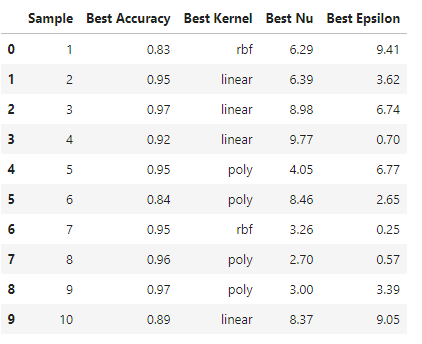 Sample Best Accuracy Best Kernel Best Nu Best Epsilon
0 1 0.83 rbf 6.29 9.41
1 2 0.95 linear 6.39 3.62
2 3 0.97 linear 8.98 6.74
3 4 0.92 linear 9.77 0.70
4 5 0.95 poly 4.05 6.77
5 6 0.84 poly 8.46 2.65
6 7 0.95 rbf 3.26 0.25
7 8 0.96 poly 2.70 0.57
8 9 0.97 poly 3.00 3.39
9 10 0.89 linear 8.37 9.05